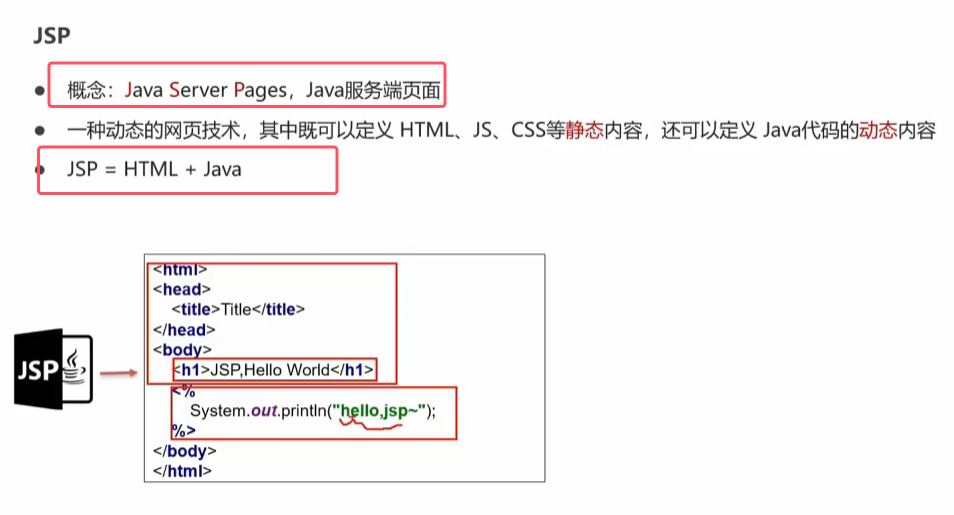 JSP
● 概念：Java Server Pages，Java服务端页面
● 一种动态的网页技术，其中既可以定义 HTML、JS、CSS等静态内容，还可以定义 Java代码的动态内容
● JSP = HTML + Java
<html>
<head>
<title>Title</title>
</head>
<body>
<h1>JSP,Hello World</h1>
<%
System.out.println("hello,jsp~");
%>
</body>
</html>
JSP